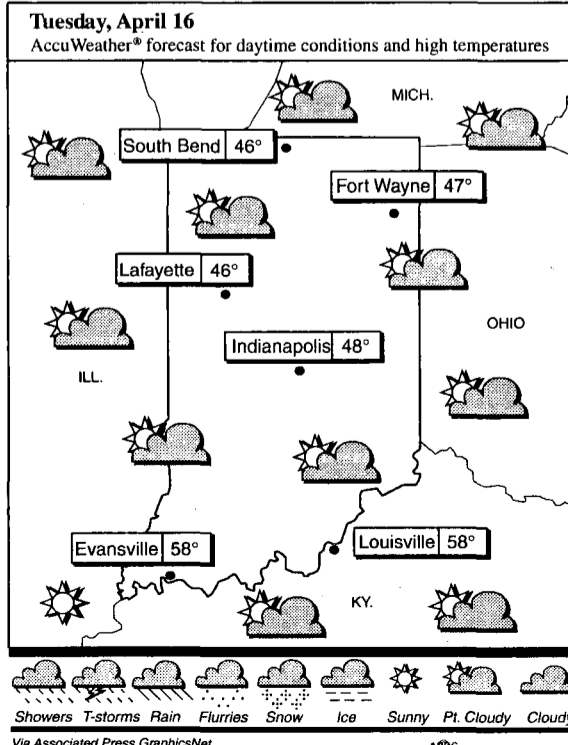 Tuesday, April 16
AccuWeather® forecast for daytime conditions and high temperatures
MICH.
South Bend 46°
Fort Wayne 47°
Lafayette 46°
OHIO
Indianapolis 48°
ILL.
Evansville 58°
Louisville 58°
KY.
Showers T-storms Rain Flurries Snow Ice Sunny Pt. Cloudy Cloudy
Via Associated Press GraphicsNet